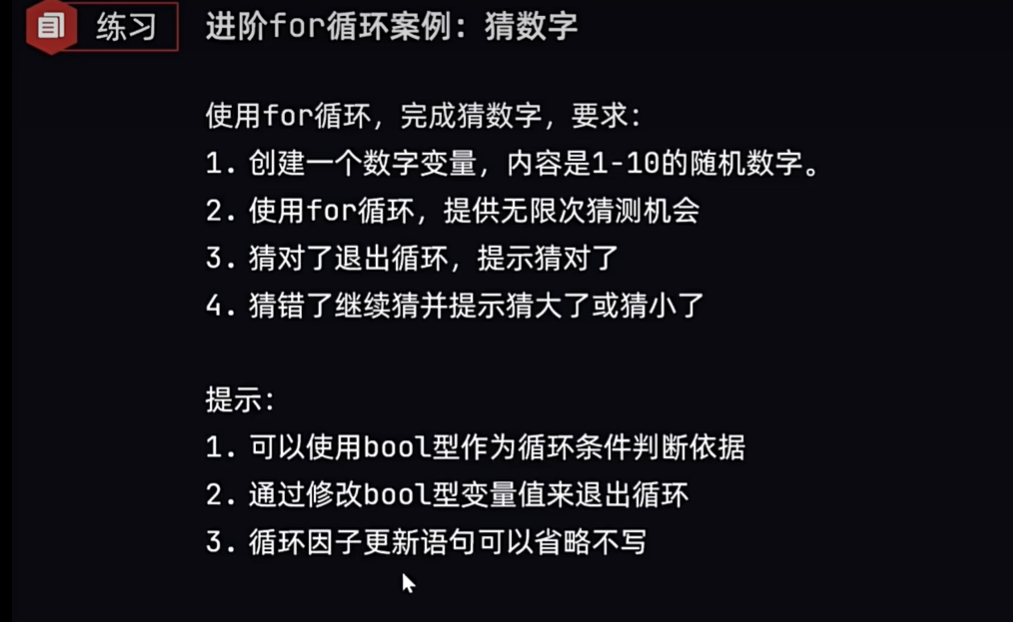 练习
进阶for循环案例：猜数字
使用for循环，完成猜数字，要求：
1. 创建一个数字变量，内容是1-10的随机数字。
2. 使用for循环，提供无限次猜测机会
3. 猜对了退出循环，提示猜对了
4. 猜错了继续猜并提示猜大了或猜小了
提示：
1. 可以使用bool型作为循环条件判断依据
2. 通过修改bool型变量值来退出循环
3. 循环因子更新语句可以省略不写